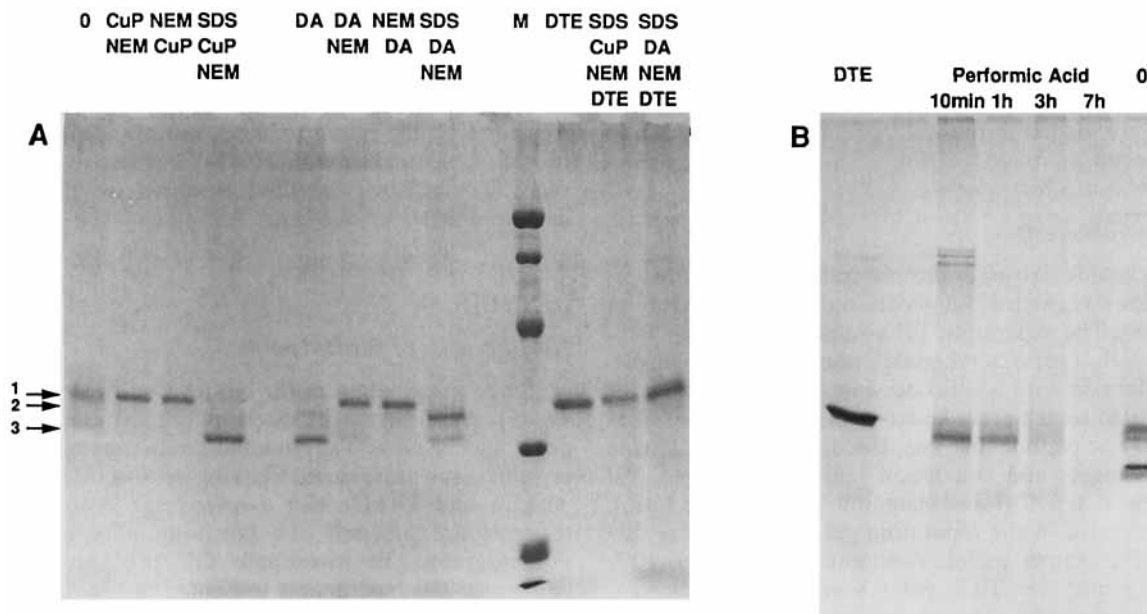 0 CuP NEM SDS DA DA NEM SDS M DTE SDS SDS
NEM CuP CuP NEM DA DA CuP DA
NEM NEM NEM NEM
DTE DTE
A
1
2
3
DTE Performic Acid 0
10min 1h 3h 7h
B